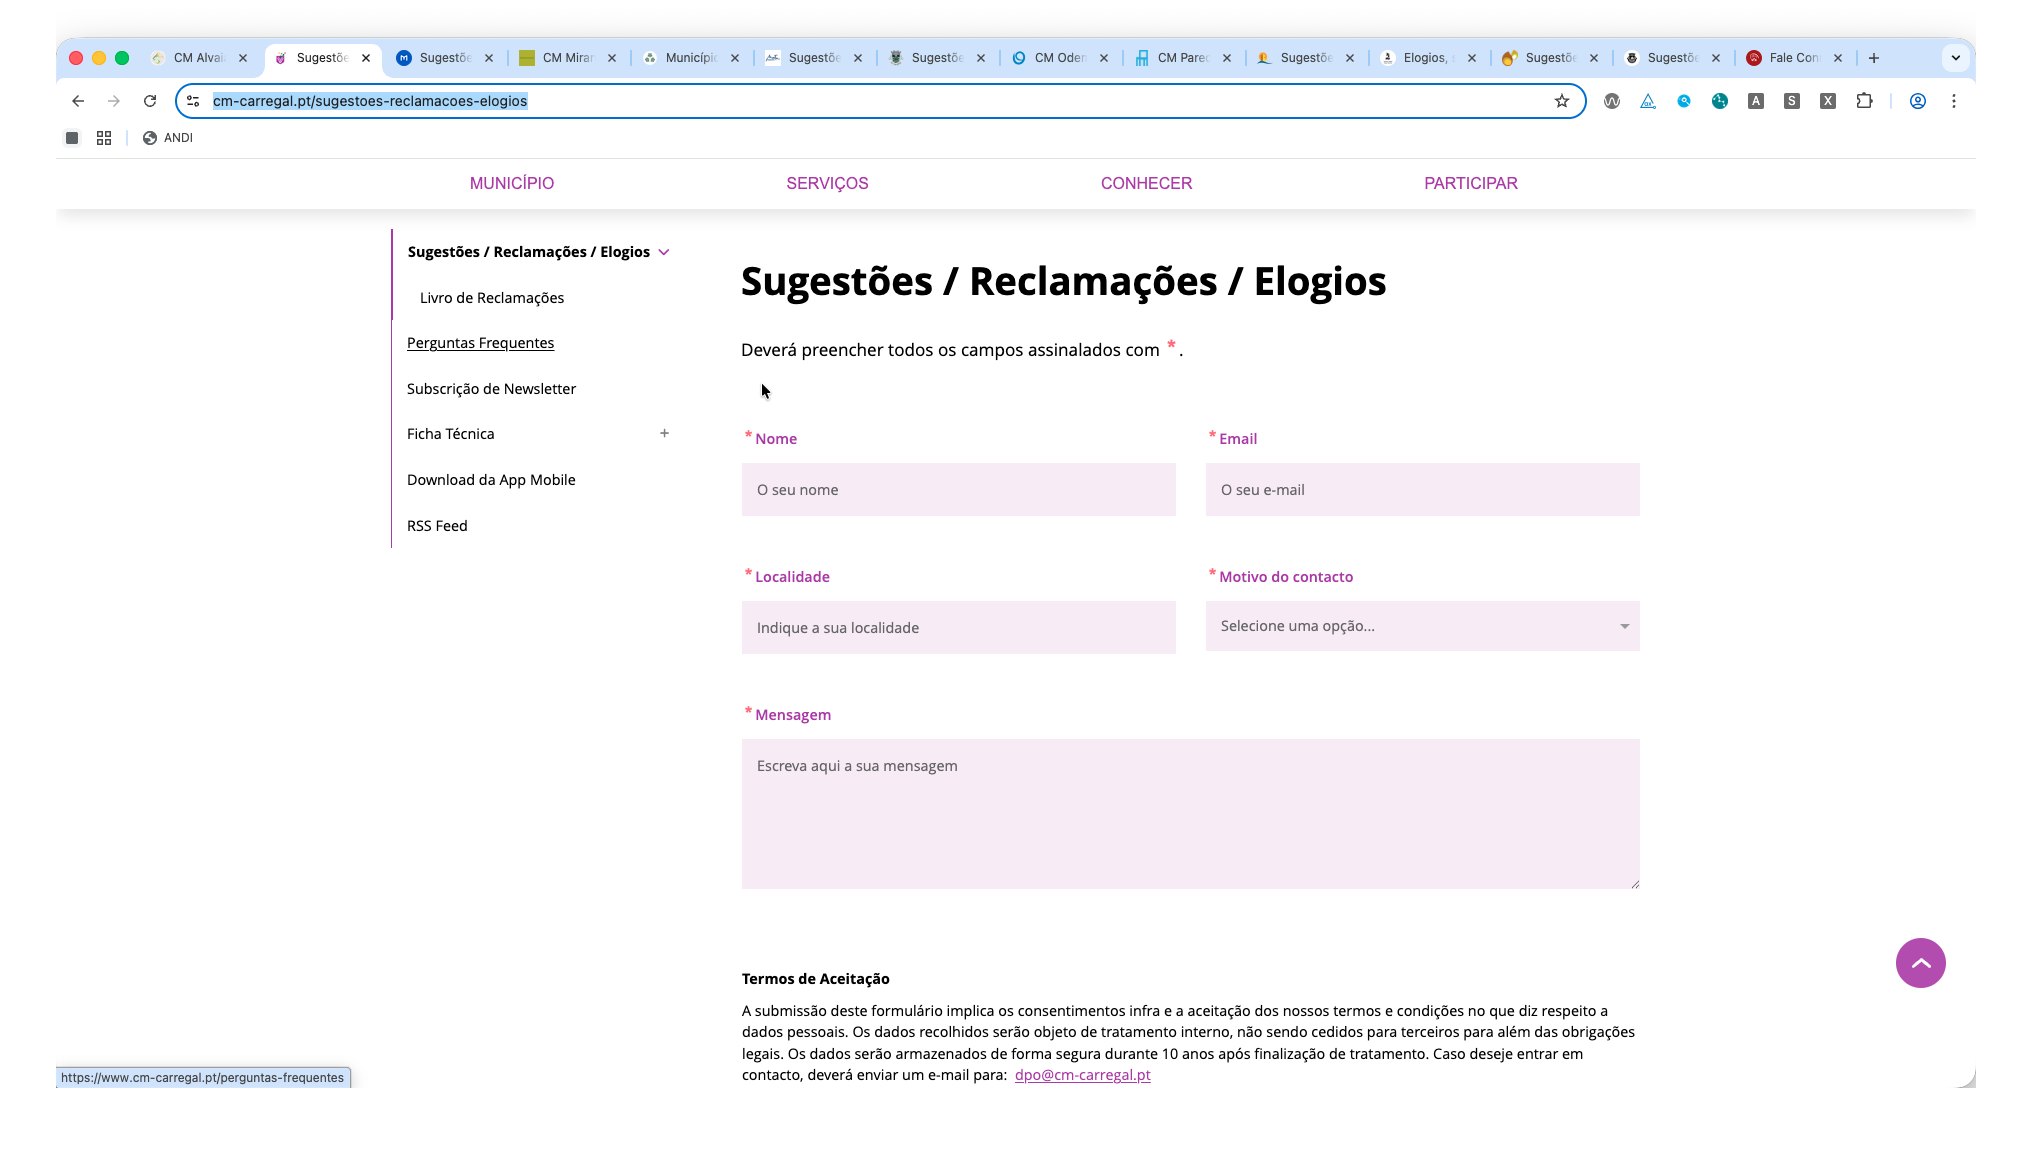 CM Alvai
Sugestõe
Sugestõe
CM Miran
Municípic
Sugestõe
Sugestõe
CM Odem
CM Pared
Sugestõe
Elogios, s
Sugestõe
Sugestõe
Fale Con
cm-carregal.pt/sugestoes-reclamacoes-elogios
A
S
X
ANDI
MUNICÍPIO
SERVIÇOS
CONHECER
PARTICIPAR
Sugestões / Reclamações / Elogios
Livro de Reclamações
Perguntas Frequentes
Subscrição de Newsletter
Ficha Técnica +
Download da App Mobile
RSS Feed
Sugestões / Reclamações / Elogios
Deverá preencher todos os campos assinalados com * .
* Nome
O seu nome
* Email
O seu e-mail
* Localidade
Indique a sua localidade
* Motivo do contacto
Selecione uma opção...
* Mensagem
Escreva aqui a sua mensagem
Termos de Aceitação
A submissão deste formulário implica os consentimentos infra e a aceitação dos nossos termos e condições no que diz respeito a
dados pessoais. Os dados recolhidos serão objeto de tratamento interno, não sendo cedidos para terceiros para além das obrigações
legais. Os dados serão armazenados de forma segura durante 10 anos após finalização de tratamento. Caso deseje entrar em
contacto, deverá enviar um e-mail para: dpo@cm-carregal.pt
https://www.cm-carregal.pt/perguntas-frequentes